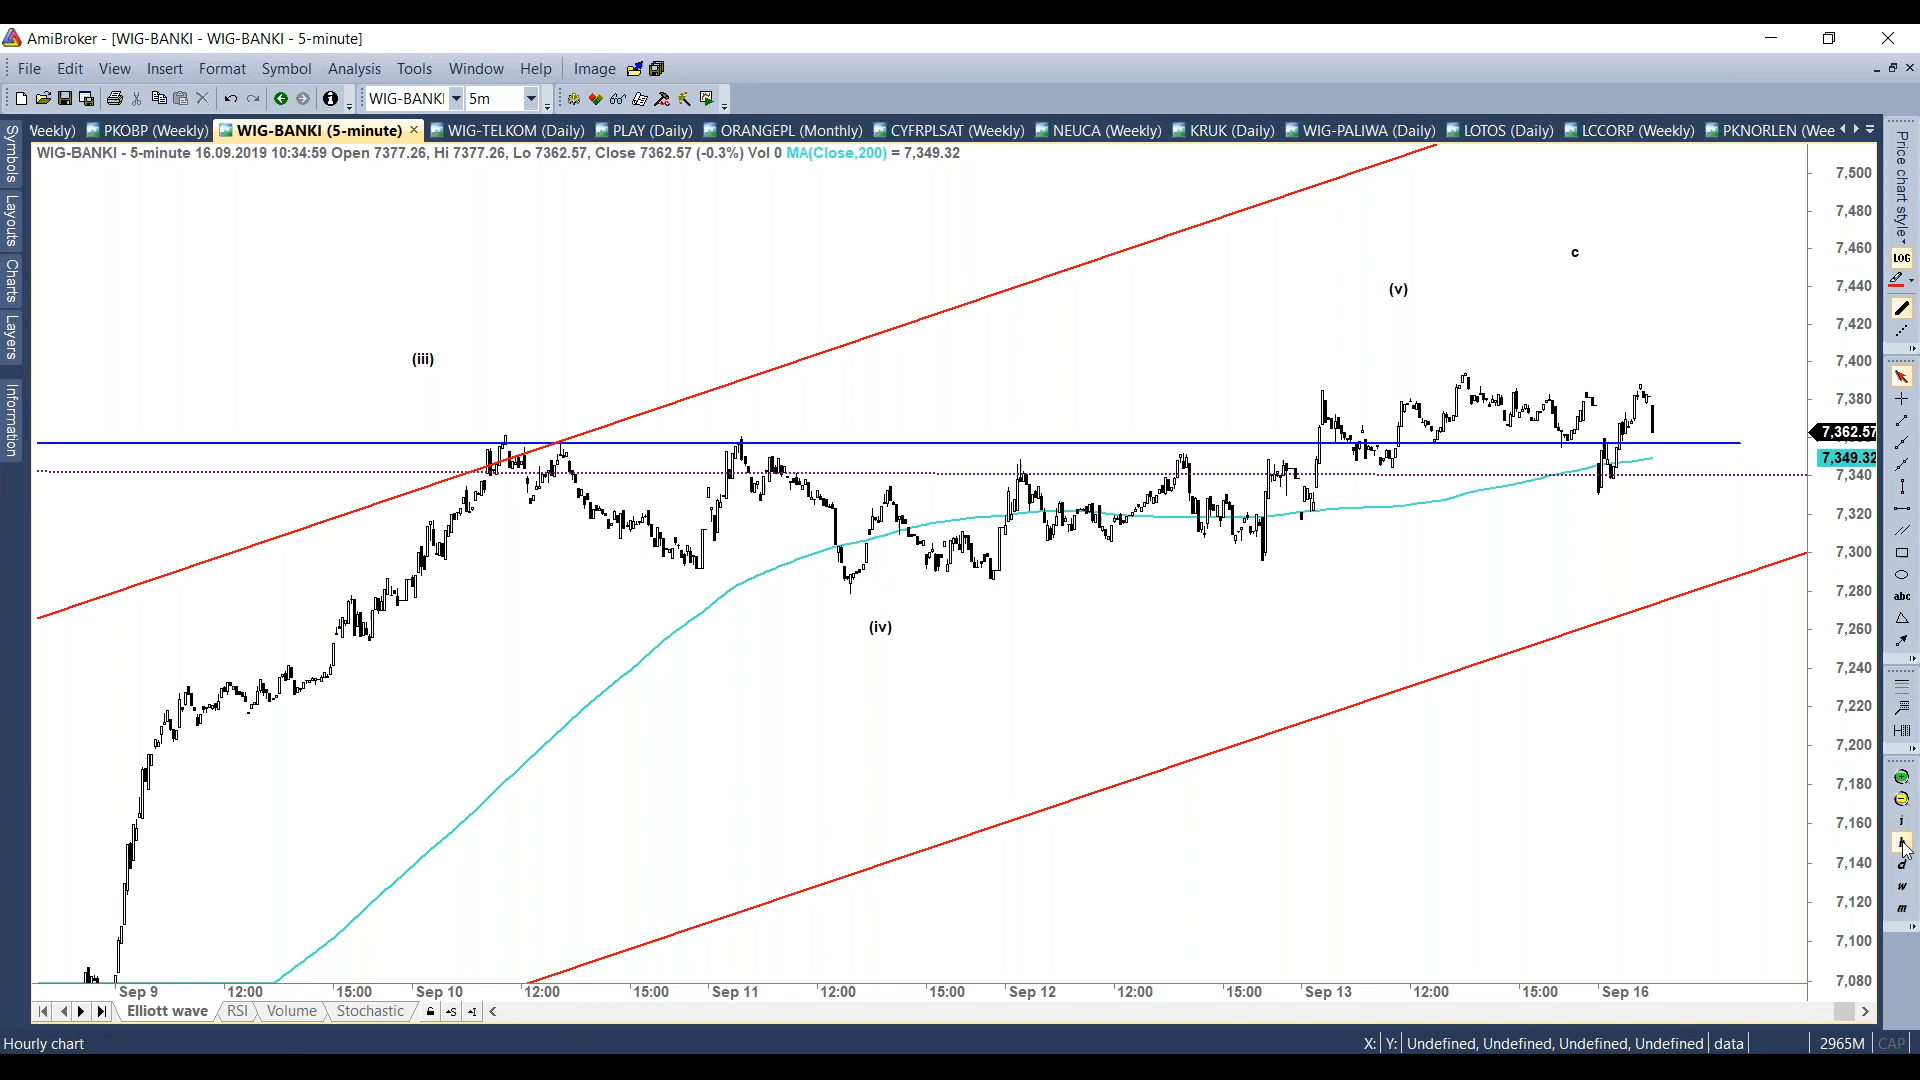 AmiBroker - [WIG-BANKI - WIG-BANKI - 5-minute]
File Edit View Insert Format Symbol Analysis Tools Window Help Image
WIG-BANKI 5m
Weekly) PKOBP (Weekly) WIG-BANKI (5-minute) WIG-TELKOM (Daily) PLAY (Daily) ORANGEPL (Monthly) CYFRPLSAT (Weekly) NEUCA (Weekly) KRUK (Daily) WIG-PALIWA (Daily) LOTOS (Daily) LCCORP (Weekly) PKNORLEN (Wee
WIG-BANKI - 5-minute 16.09.2019 10:34:59 Open 7377.26, Hi 7377.26, Lo 7362.57, Close 7362.57 (-0.3%) Vol 0 MA(Close,200) = 7,349.32
Symbols
Layouts
Charts
Layers
Information
Price chart style
LOG
abc
i
h
d
w
m
c
(v)
(iii)
(iv)
7,500
7,480
7,460
7,440
7,420
7,400
7,380
7,362.57
7,349.32
7,340
7,320
7,300
7,280
7,260
7,240
7,220
7,200
7,180
7,160
7,140
7,120
7,100
7,080
Sep 9 12:00 15:00 Sep 10 12:00 15:00 Sep 11 12:00 15:00 Sep 12 12:00 15:00 Sep 13 12:00 15:00 Sep 16
Elliott wave RSI Volume Stochastic
Hourly chart X: Y: Undefined, Undefined, Undefined, Undefined data 2965M CAP